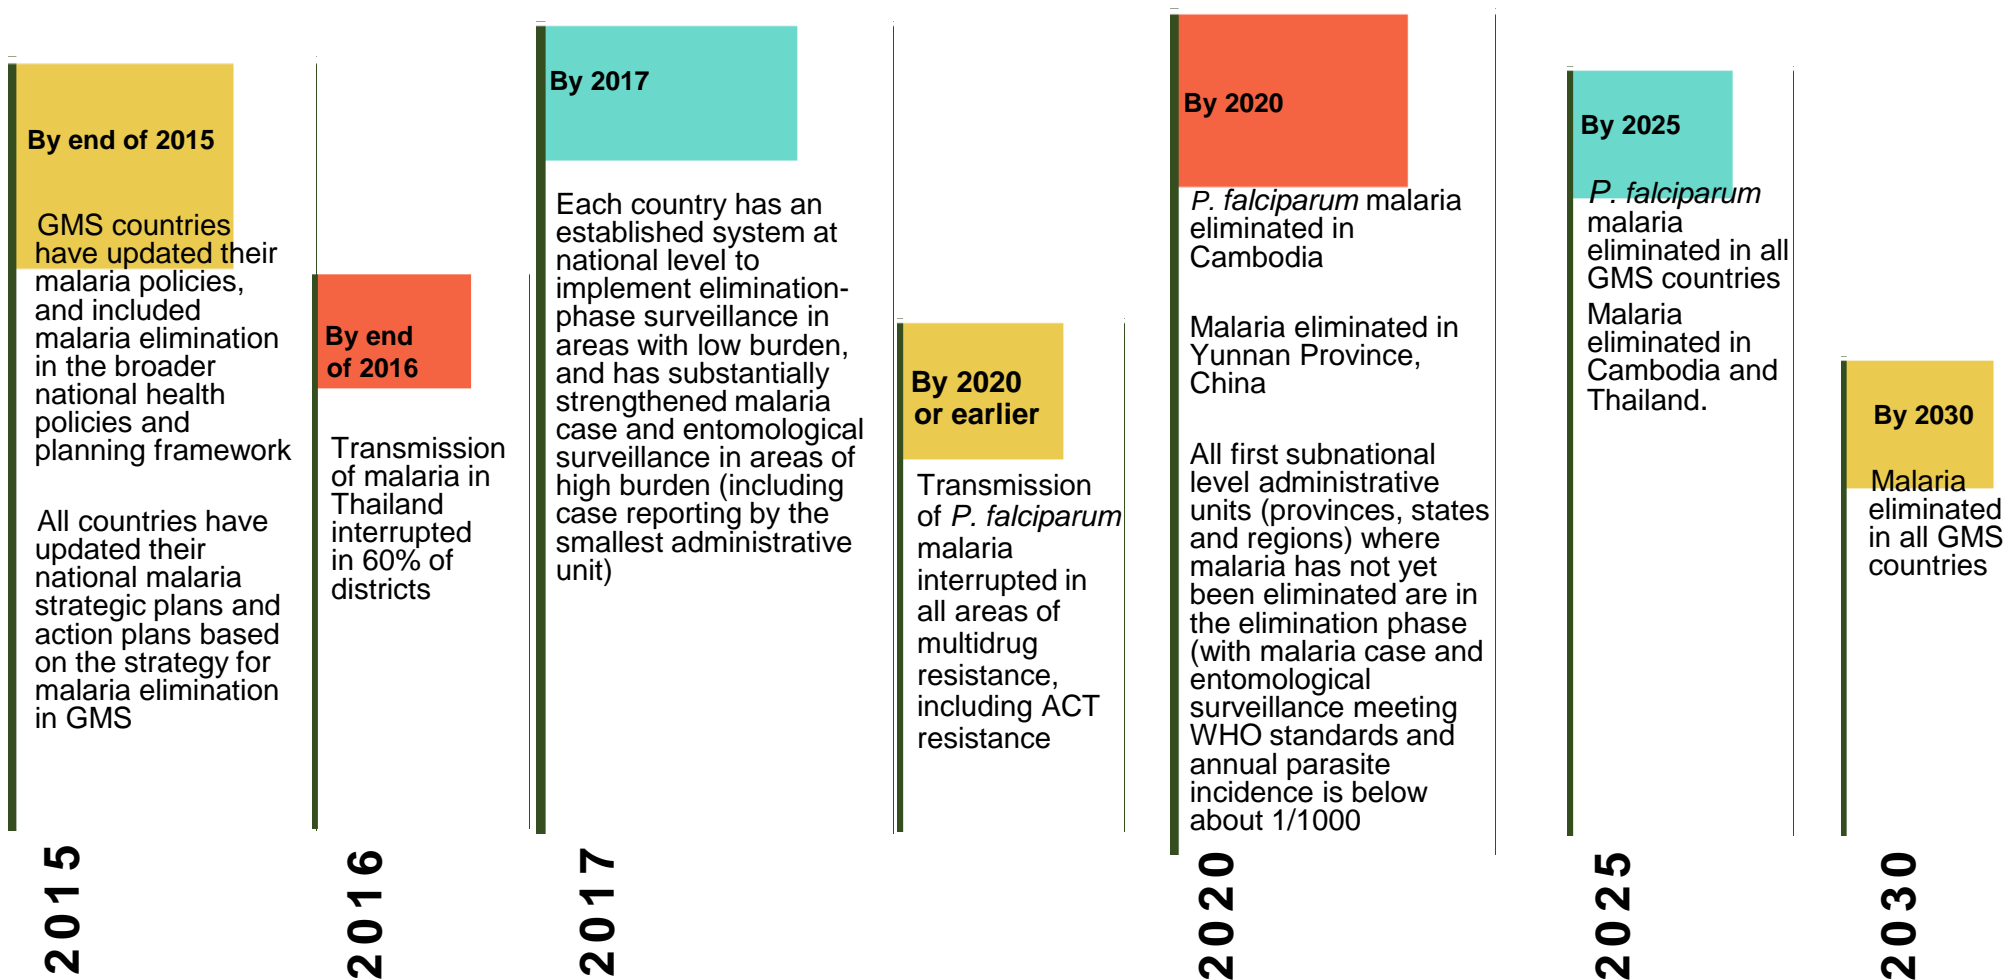 By end of 2015
GMS countries
have updated their
malaria policies,
and included
malaria elimination
in the broader
national health
policies and
planning framework
All countries have
updated their
national malaria
strategic plans and
action plans based
on the strategy for
malaria elimination
in GMS
By end
of 2016
Transmission
of malaria in
Thailand
interrupted
in 60% of
districts
By 2017
Each country has an
established system at
national level to
implement elimination-
phase surveillance in
areas with low burden,
and has substantially
strengthened malaria
case and entomological
surveillance in areas of
high burden (including
case reporting by the
smallest administrative
unit)
By 2020
or earlier
Transmission
of P. falciparum
malaria
interrupted in
all areas of
multidrug
resistance,
including ACT
resistance
By 2020
P. falciparum malaria
eliminated in
Cambodia
Malaria eliminated in
Yunnan Province,
China
All first subnational
level administrative
units (provinces, states
and regions) where
malaria has not yet
been eliminated are in
the elimination phase
(with malaria case and
entomological
surveillance meeting
WHO standards and
annual parasite
incidence is below
about 1/1000
By 2025
P. falciparum
malaria
eliminated in all
GMS countries
Malaria
eliminated in
Cambodia and
Thailand.
By 2030
Malaria
eliminated
in all GMS
countries
2015
2016
2017
2020
2025
2030